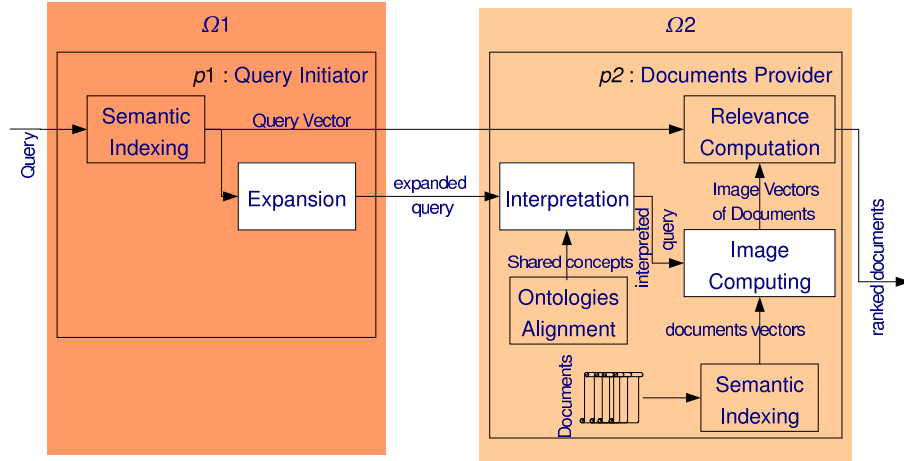 Ω1
p1 : Query Initiator
Semantic
Indexing
Query
Query Vector
Expansion
expanded
query
Ω2
p2 : Documents Provider
Relevance
Computation
Interpretation
Image Vectors
of Documents
interpreted
query
Image
Computing
Shared concepts
Ontologies
Alignment
documents vectors
Documents
Semantic
Indexing
ranked documents